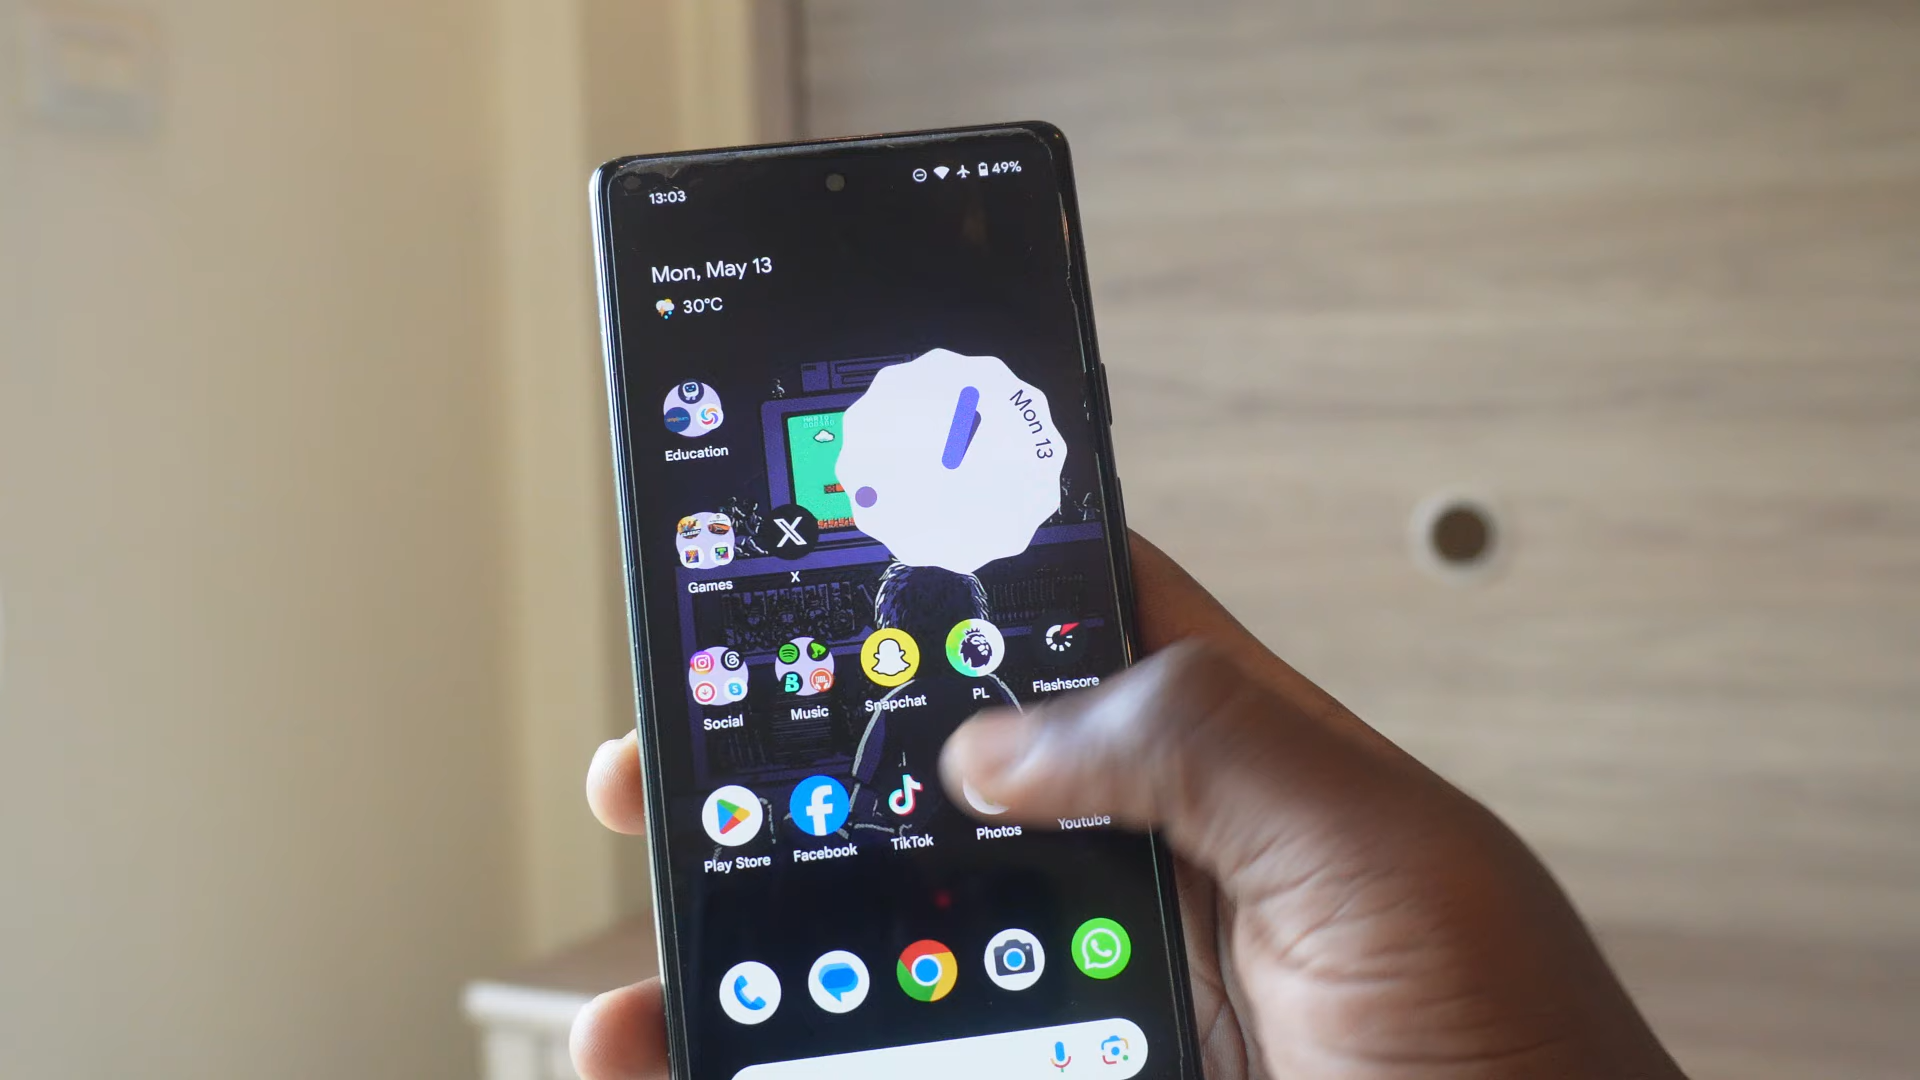 13:03
49%
Mon, May 13
30°C
Mon 13
Education
Games
X
Social
Music
Snapchat
PL
Flashscore
Play Store
Facebook
TikTok
Photos
Youtube